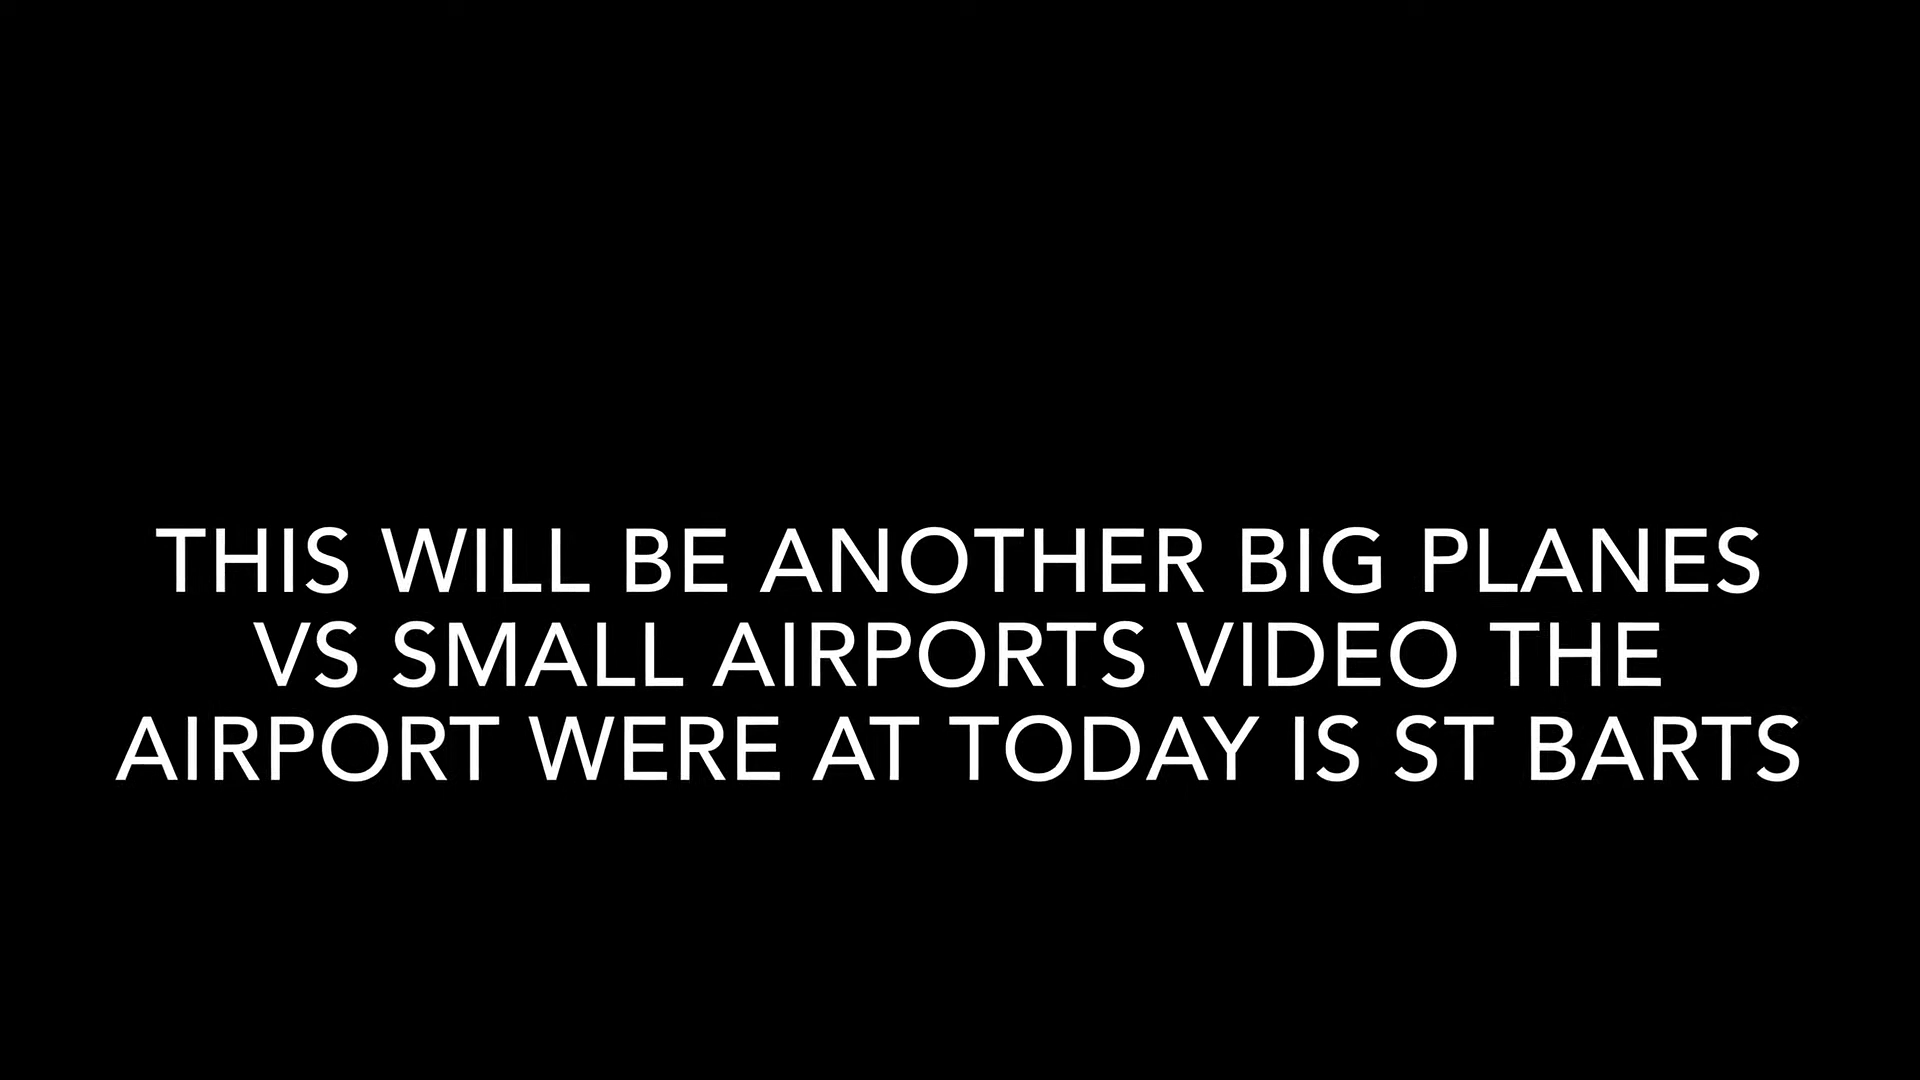 THIS WILL BE ANOTHER BIG PLANES
VS SMALL AIRPORTS VIDEO THE
AIRPORT WERE AT TODAY IS ST BARTS